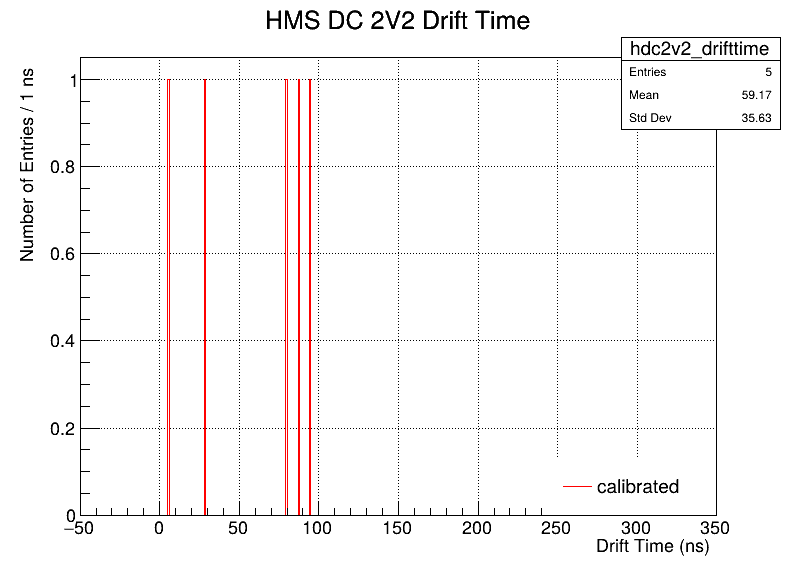 HMS DC 2V2 Drift Time
hdc2v2_drifttime
Entries 5
Mean 59.17
Std Dev 35.63
Number of Entries / 1 ns
1
0.8
0.6
0.4
0.2
0
−50 0 50 100 150 200 250 300 350
calibrated
Drift Time (ns)